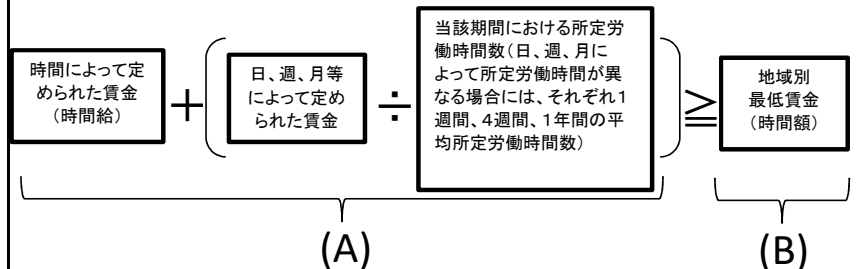 時間によって定
められた賃金
(時間給)
+
日、週、月等
によって定め
られた賃金
÷
当該期間における所定労
働時間数(日、週、月に
よって所定労働時間が異
なる場合には、それぞれ1
週間、4週間、1年間の平
均所定労働時間数)
≧
地域別
最低賃金
(時間額)
(A)
(B)